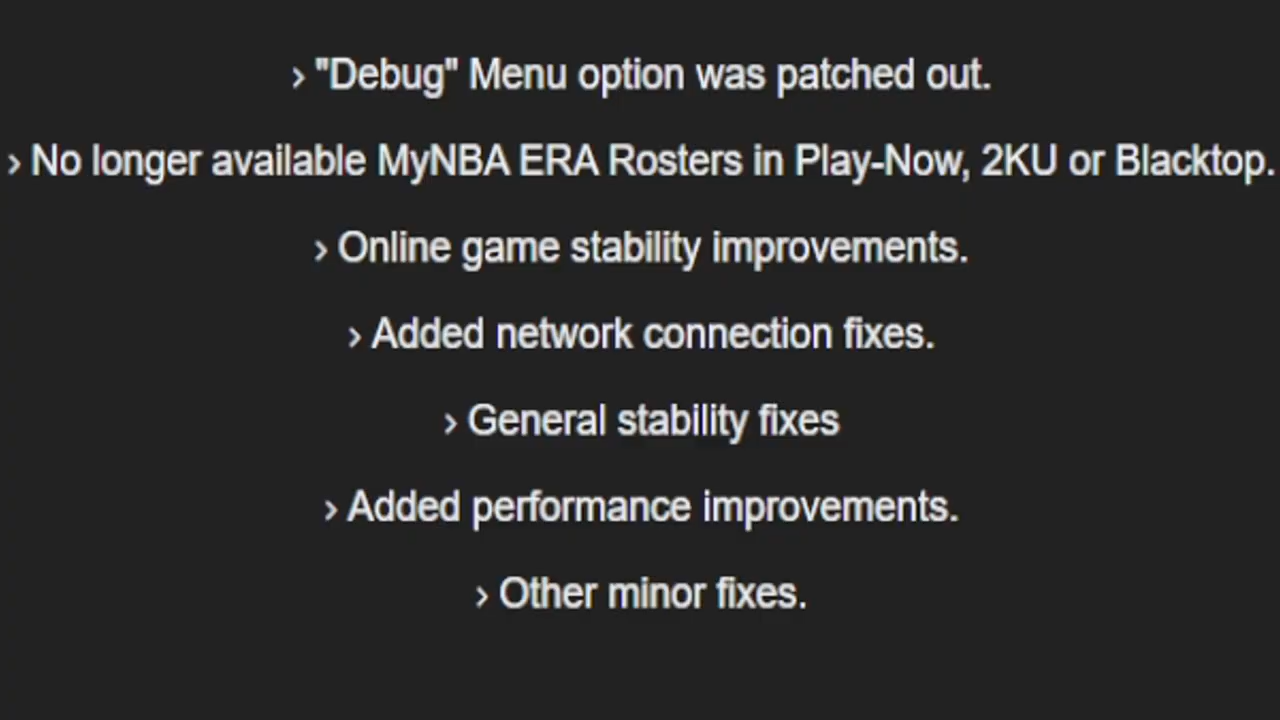 › "Debug" Menu option was patched out.
› No longer available MyNBA ERA Rosters in Play-Now, 2KU or Blacktop.
› Online game stability improvements.
› Added network connection fixes.
› General stability fixes
› Added performance improvements.
› Other minor fixes.